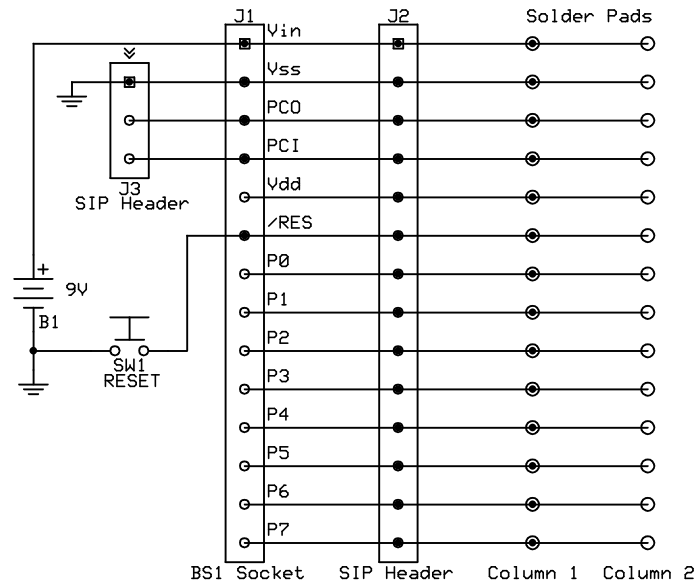 J1 J2 Solder Pads
Vin
Vss
PCO
PCI
Vdd
J3
SIP Header
/RES
P0
+
9V
P1
B1
P2
SW1
RESET
P3
P4
P5
P6
P7
BS1 Socket SIP Header Column 1 Column 2